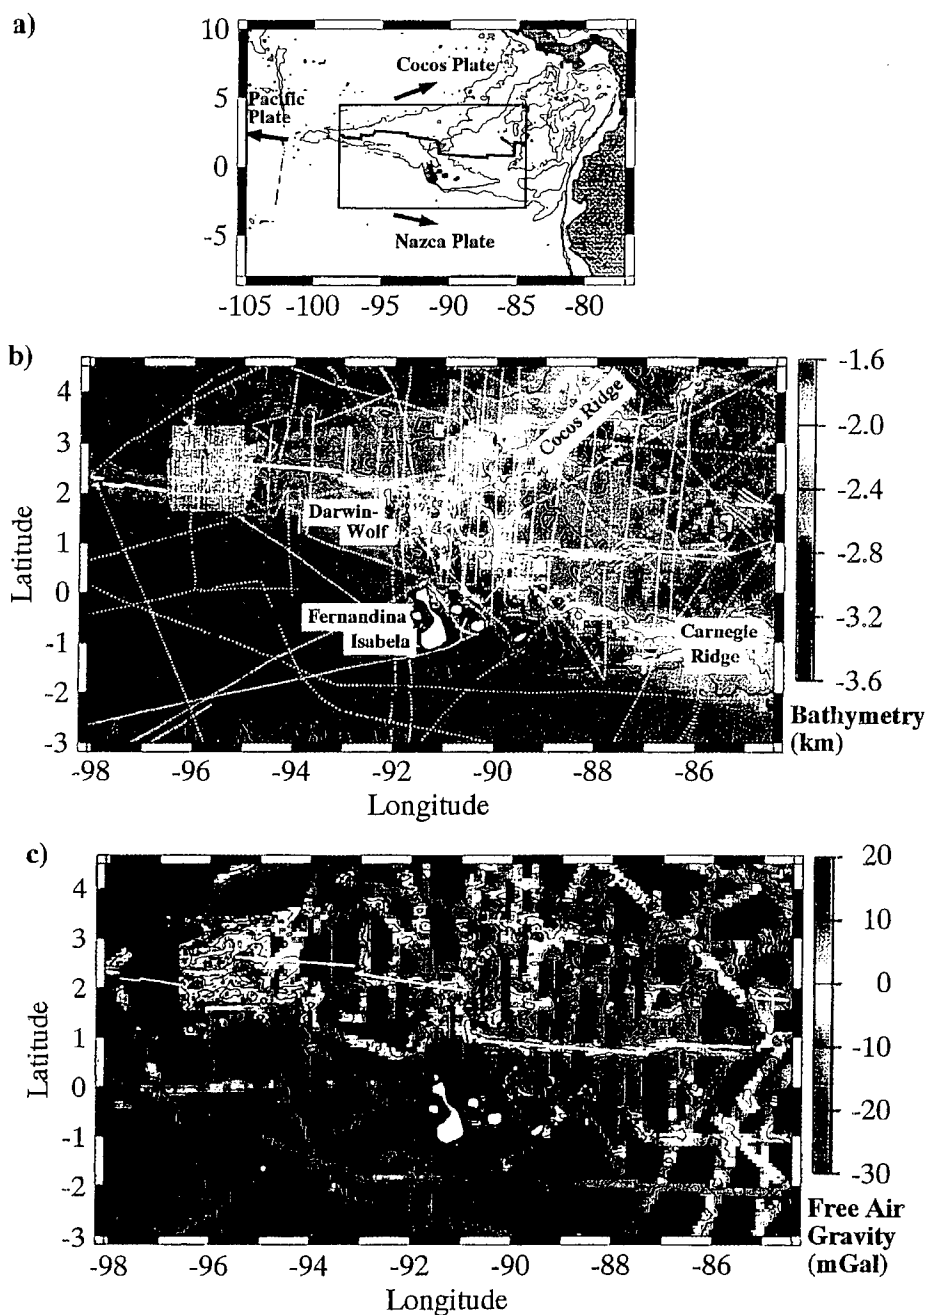 a)
10
5
0
-5
Cocos Plate
Pacific
Plate
Nazca Plate
-105 -100 -95 -90 -85 -80
b)
4
3
2
1
0
-1
-2
-3
Latitude
Cocos Ridge
Darwin-
Wolf
Fernandina
Isabela
Carnegie
Ridge
-98 -96 -94 -92 -90 -88 -86
Longitude
-1.6
-2.0
-2.4
-2.8
-3.2
-3.6
Bathymetry
(km)
c)
4
3
2
1
0
-1
-2
-3
Latitude
-98 -96 -94 -92 -90 -88 -86
Longitude
20
10
0
-10
-20
-30
Free Air
Gravity
(mGal)